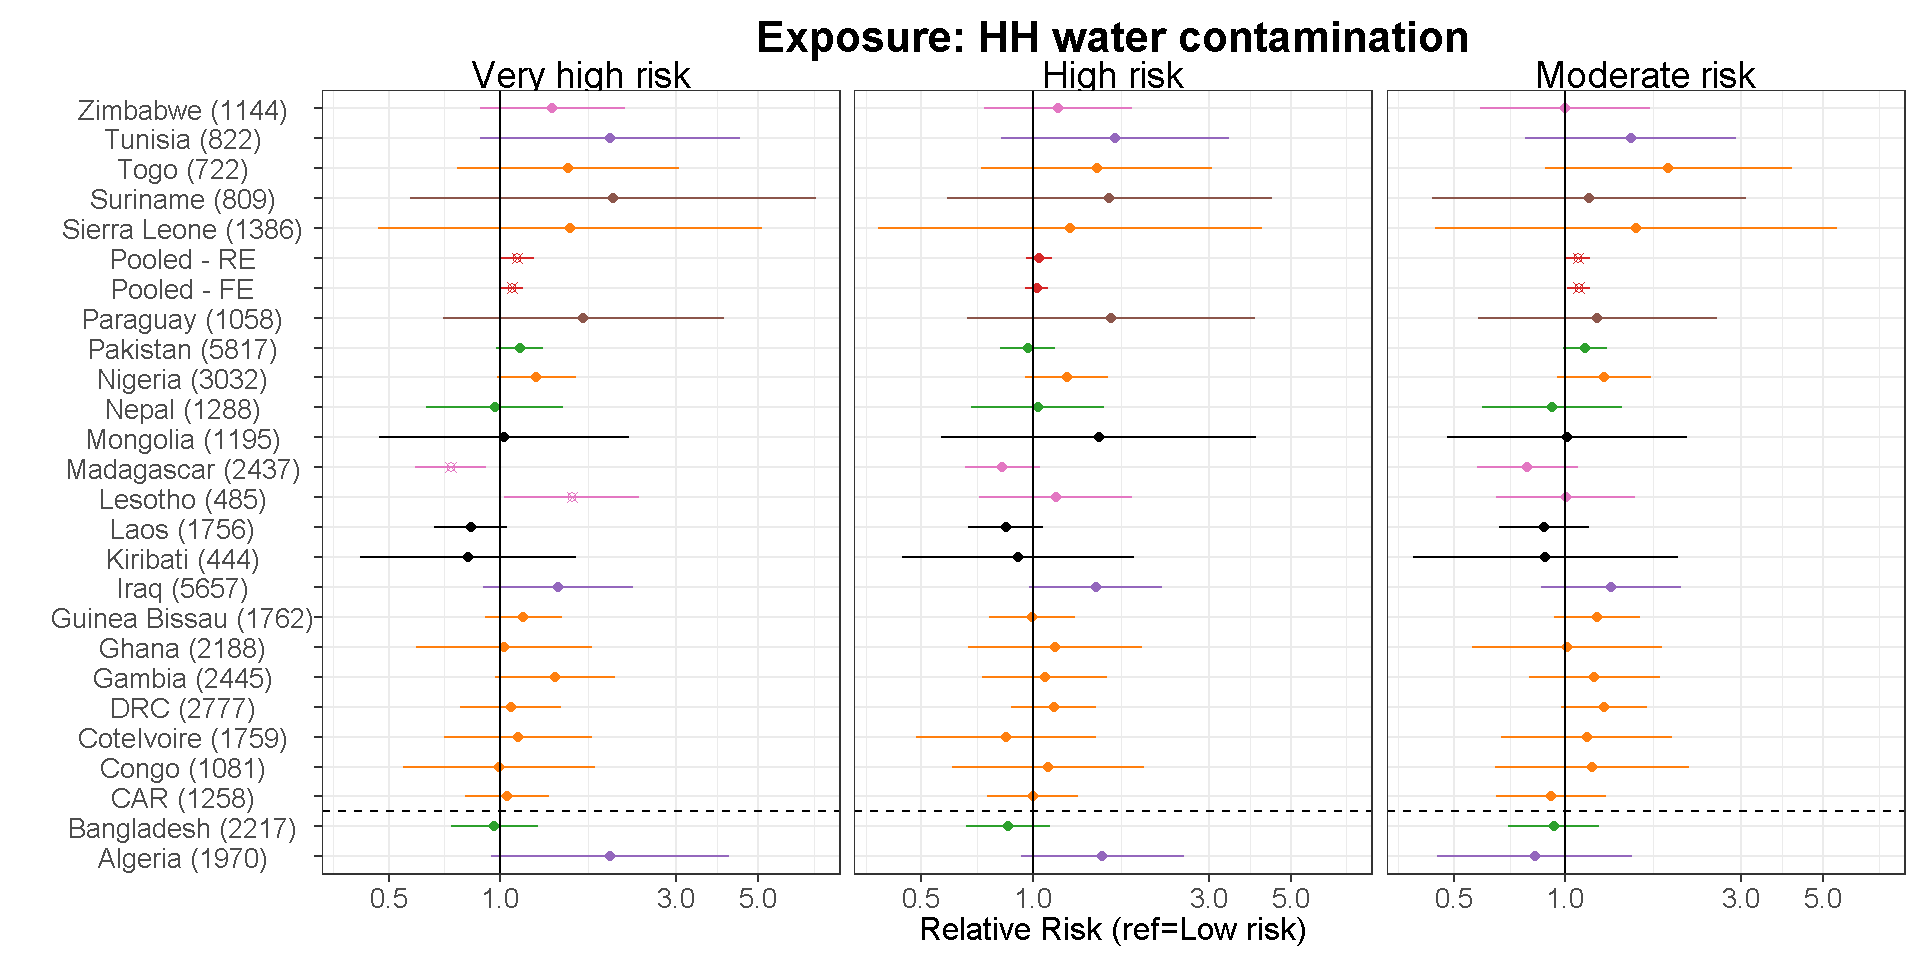 Exposure: HH water contamination
Very high risk High risk Moderate risk
Zimbabwe (1144)
Tunisia (822)
Togo (722)
Suriname (809)
Sierra Leone (1386)
Pooled - RE
Pooled - FE
Paraguay (1058)
Pakistan (5817)
Nigeria (3032)
Nepal (1288)
Mongolia (1195)
Madagascar (2437)
Lesotho (485)
Laos (1756)
Kiribati (444)
Iraq (5657)
Guinea Bissau (1762)
Ghana (2188)
Gambia (2445)
DRC (2777)
CoteIvoire (1759)
Congo (1081)
CAR (1258)
Bangladesh (2217)
Algeria (1970)
0.5 1.0 3.0 5.0 0.5 1.0 3.0 5.0 0.5 1.0 3.0 5.0
Relative Risk (ref=Low risk)